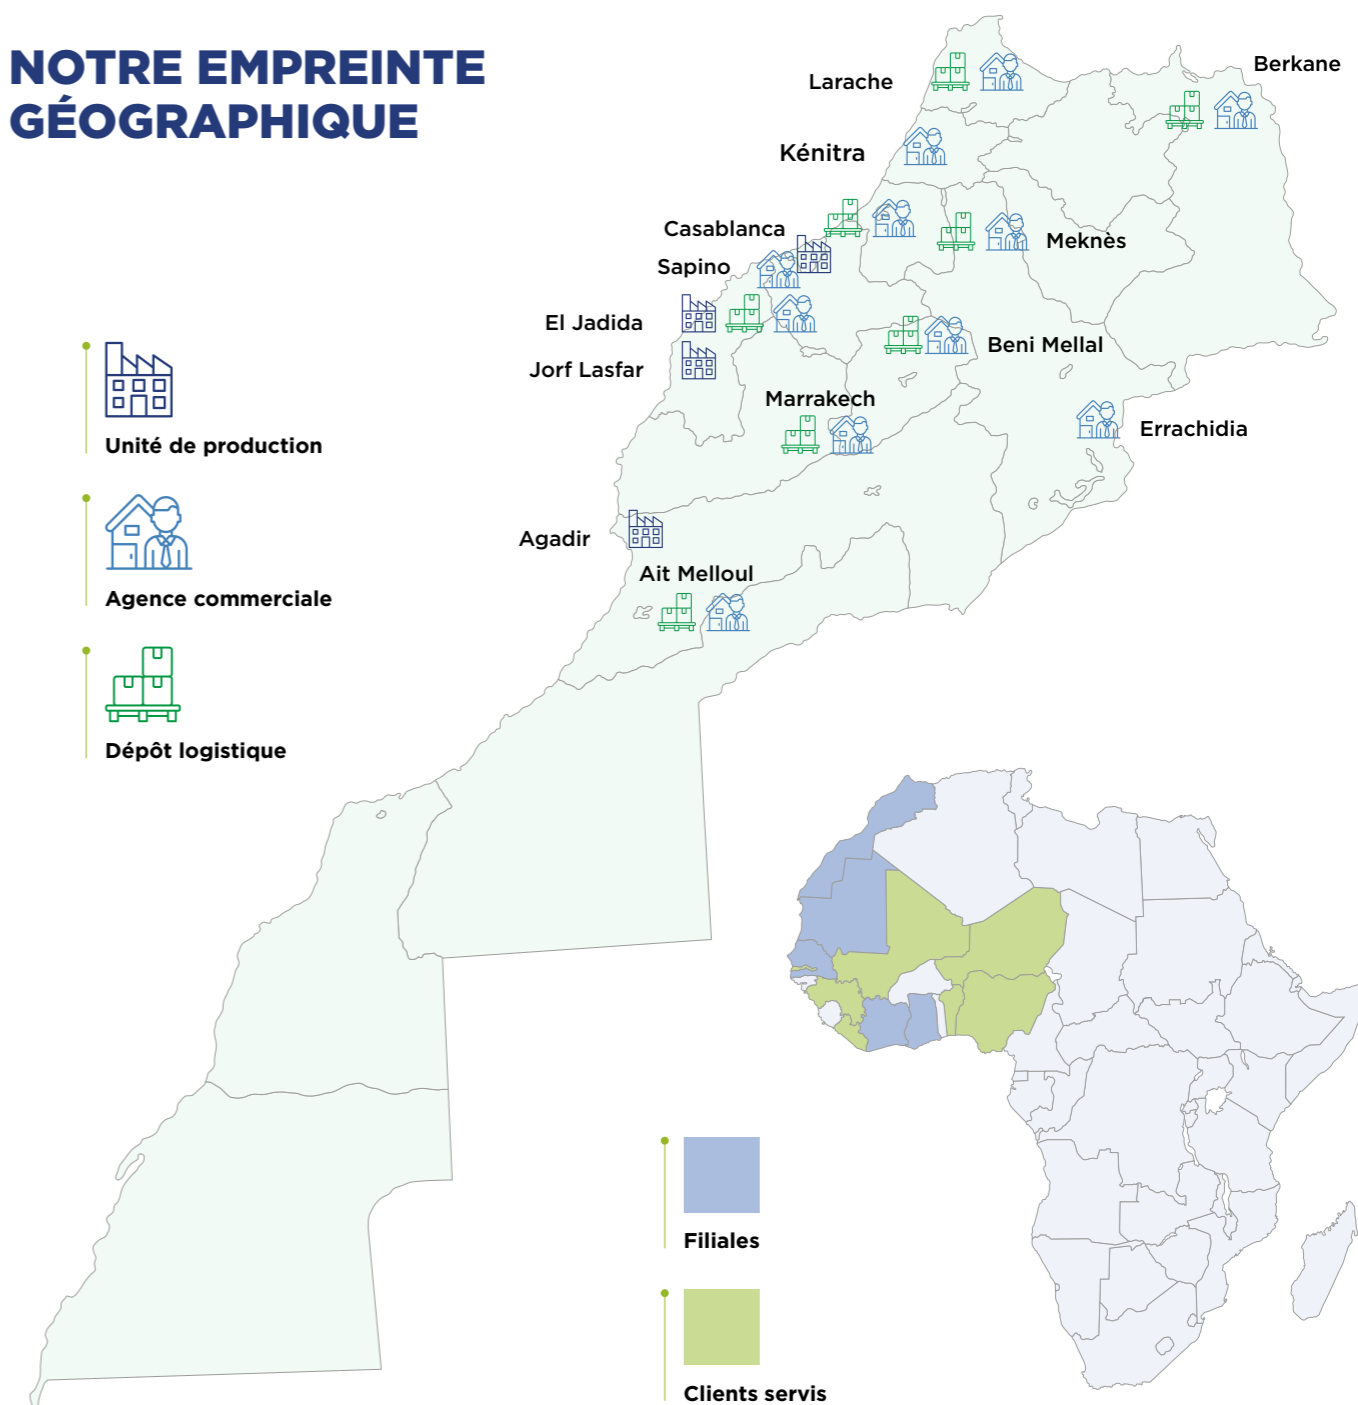 NOTRE EMPREINTE
GÉOGRAPHIQUE
Berkane
Larache
Kénitra
Casablanca
Meknès
Sapino
El Jadida
Beni Mellal
Jorf Lasfar
Marrakech
Errachidia
Agadir
Ait Melloul
Unité de production
Agence commerciale
Dépôt logistique
Filiales
Clients servis